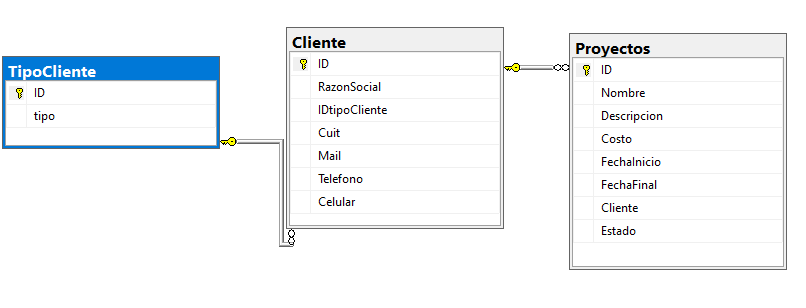 TipoCliente
ID
tipo
Cliente
ID
RazonSocial
IDtipoCliente
Cuit
Mail
Telefono
Celular
Proyectos
ID
Nombre
Descripcion
Costo
FechaInicio
FechaFinal
Cliente
Estado